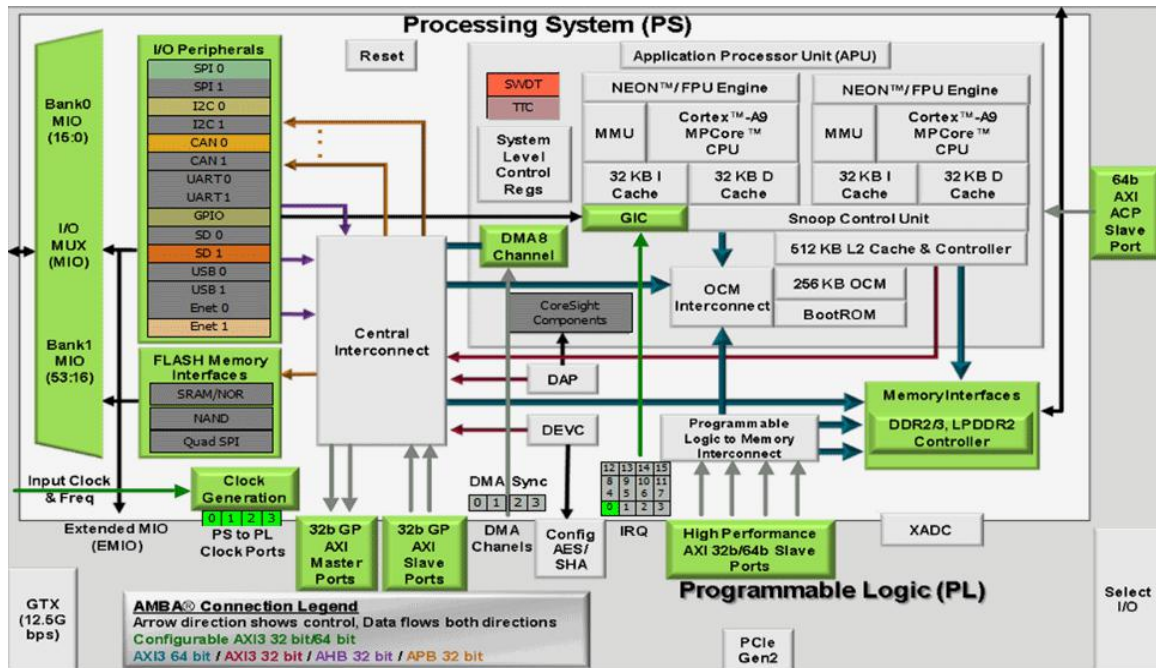 Processing System (PS)
I/O Peripherals
SPI 0
SPI 1
I2C 0
I2C 1
CAN 0
CAN 1
UART0
UART1
GPIO
SD 0
SD 1
USB 0
USB 1
Enet 0
Enet 1
Bank0
MIO
(16:0)
I/O
MUX
(MIO)
Bank1
MIO
(53:16)
FLASH Memory
Interfaces
SRAM/NOR
NAND
Quad SPI
Input Clock
& Freq
Clock
Generation
0 1 2 3
PS to PL
Clock Ports
Extended MIO
(EMIO)
Reset
Central
Interconnect
Application Processor Unit (APU)
SWDT
TTC
System
Level
Control
Regs
NEON™/FPU Engine
MMU
Cortex™-A9
MPCore™
CPU
32 KB I
Cache
32 KB D
Cache
NEON™/FPU Engine
MMU
Cortex™-A9
MPCore™
CPU
32 KB I
Cache
32 KB D
Cache
GIC
Snoop Control Unit
DMA8
Channel
512 KB L2 Cache & Controller
OCM
Interconnect
256 KB OCM
BootROM
CoreSight
Components
DAP
DEVC
64b
AXI
ACP
Slave
Port
Memory Interfaces
DDR2/3, LPDDR2
Controller
Programmable
Logic to Memory
Interconnect
DMA Sync
0 1 2 3
DMA
Channels
12 13 14 15
8 9 10 11
4 5 6 7
0 1 2 3
IRQ
32b GP
AXI
Master
Ports
32b GP
AXI
Slave
Ports
Config
AES/
SHA
High Performance
AXI 32b/64b Slave
Ports
XADC
Programmable Logic (PL)
GTX
(12.5G
bps)
AMBA® Connection Legend
Arrow direction shows control, Data flows both directions
Configurable AXI3 32 bit/64 bit
AXI3 64 bit / AXI3 32 bit / AHB 32 bit / APB 32 bit
PCIe
Gen2
Select
I/O